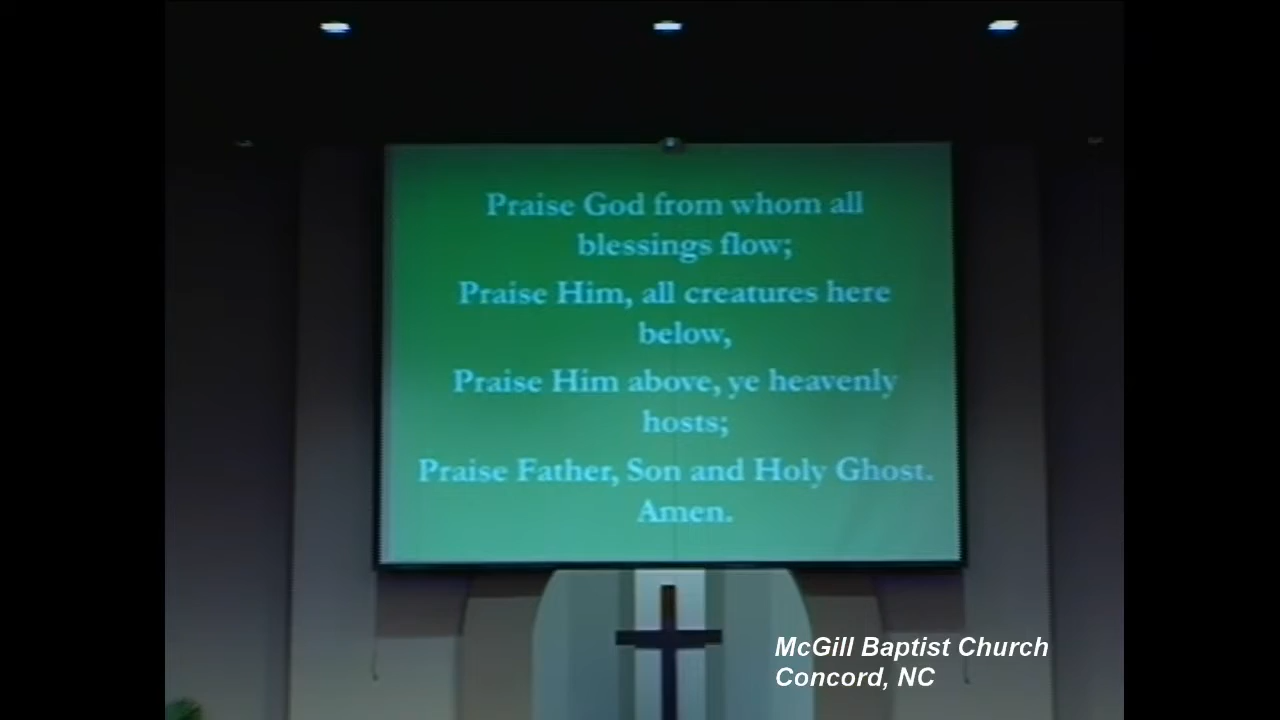 Praise God from whom all
blessings flow;
Praise Him, all creatures here
below,
Praise Him above, ye heavenly
hosts;
Praise Father, Son and Holy Ghost.
Amen.
McGill Baptist Church
Concord, NC